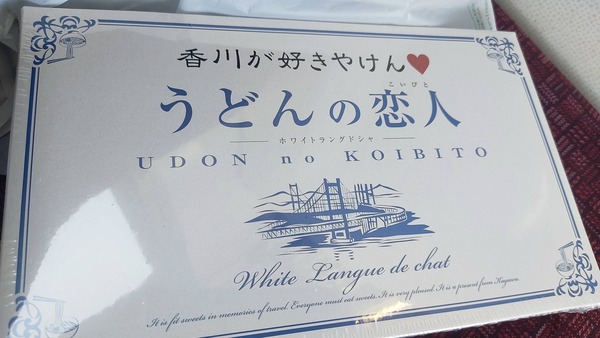 香川が好きやけん♥
うどんの恋人
こいびと
ホワイトラングドシャ
UDON no KOIBITO
White Langue de chat
It is fit sweets in memories of travel. Everyone must eat sweets. It is very pleased. It is a present from Kagawa.